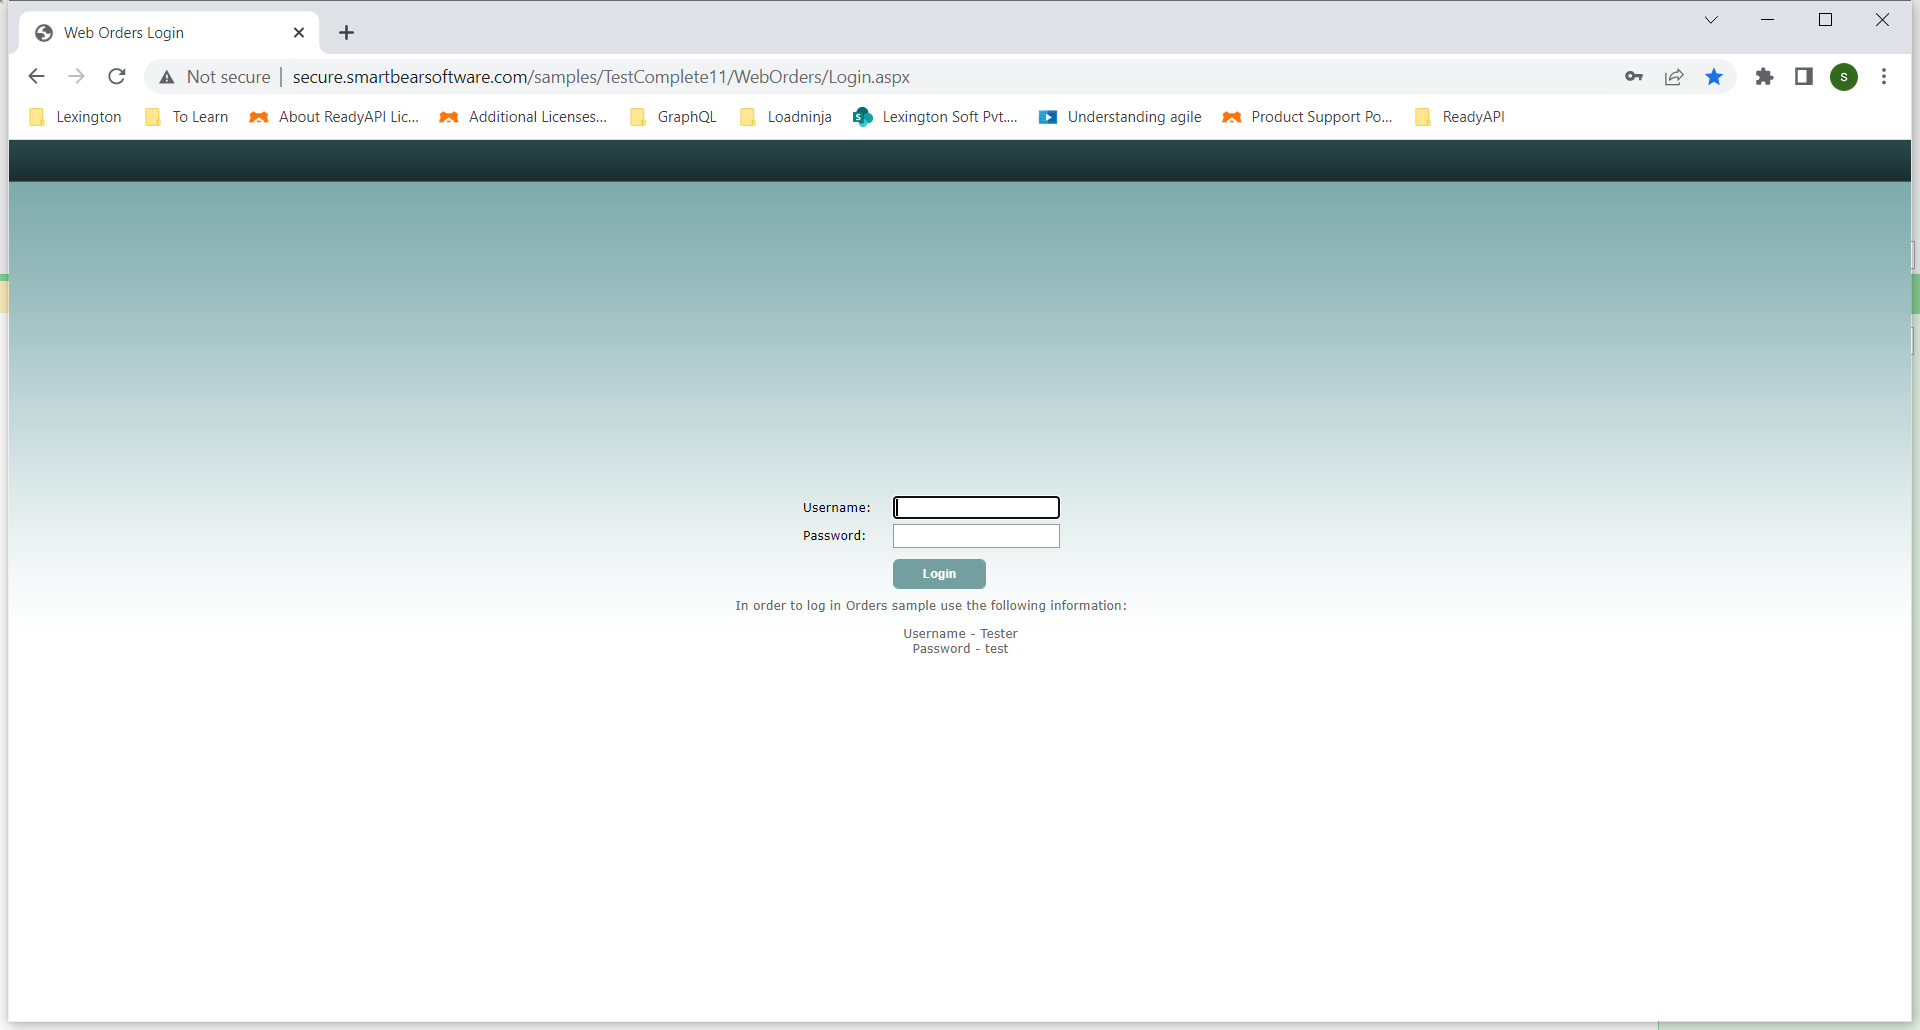 Web Orders Login
Not secure | secure.smartbearsoftware.com/samples/TestComplete11/WebOrders/Login.aspx
S
Lexington To Learn About ReadyAPI Lic... Additional Licenses... GraphQL Loadninja Lexington Soft Pvt.... Understanding agile Product Support Po... ReadyAPI
Username:
Password:
Login
In order to log in Orders sample use the following information:
Username - Tester
Password - test